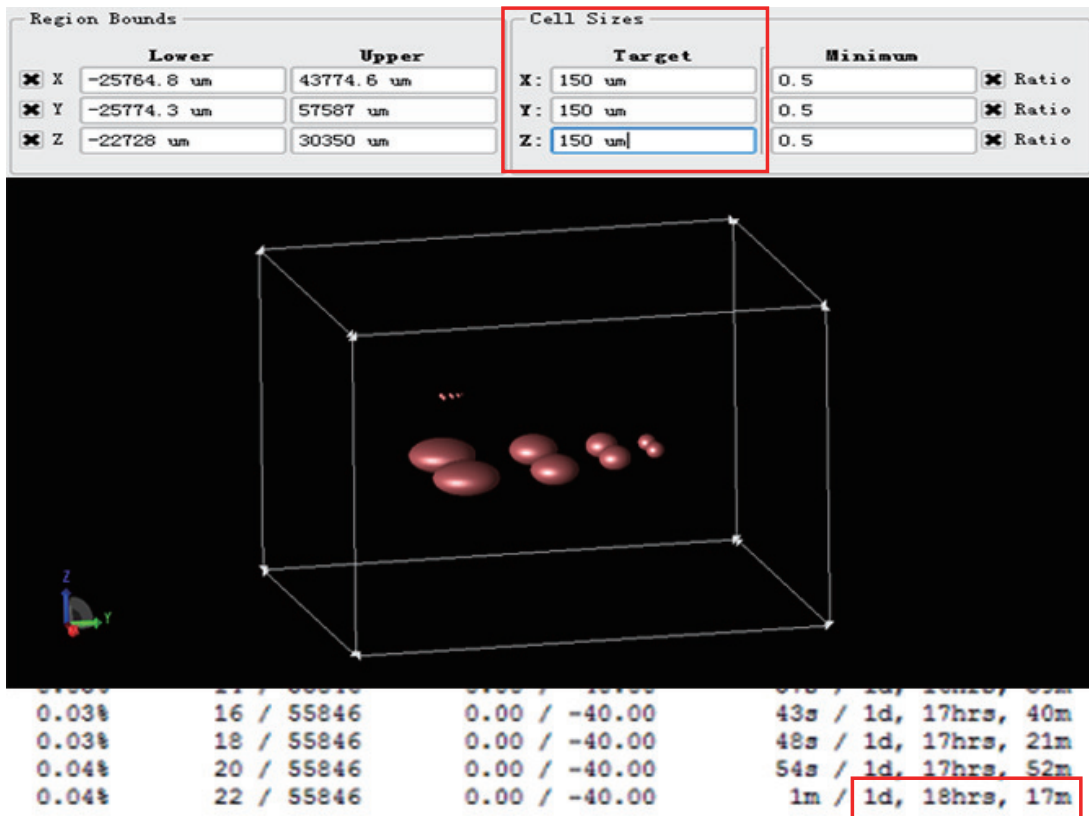 Region Bounds Cell Sizes
Lower Upper Target Minimum
X -25764.8 um 43774.6 um X: 150 um 0.5 Ratio
Y -25774.3 um 57587 um Y: 150 um 0.5 Ratio
Z -22728 um 30350 um Z: 150 um 0.5 Ratio
Z
Y
0.03% 16 / 55846 0.00 / -40.00 43s / 1d, 17hrs, 40m
0.03% 18 / 55846 0.00 / -40.00 48s / 1d, 17hrs, 21m
0.04% 20 / 55846 0.00 / -40.00 54s / 1d, 17hrs, 52m
0.04% 22 / 55846 0.00 / -40.00 1m / 1d, 18hrs, 17m